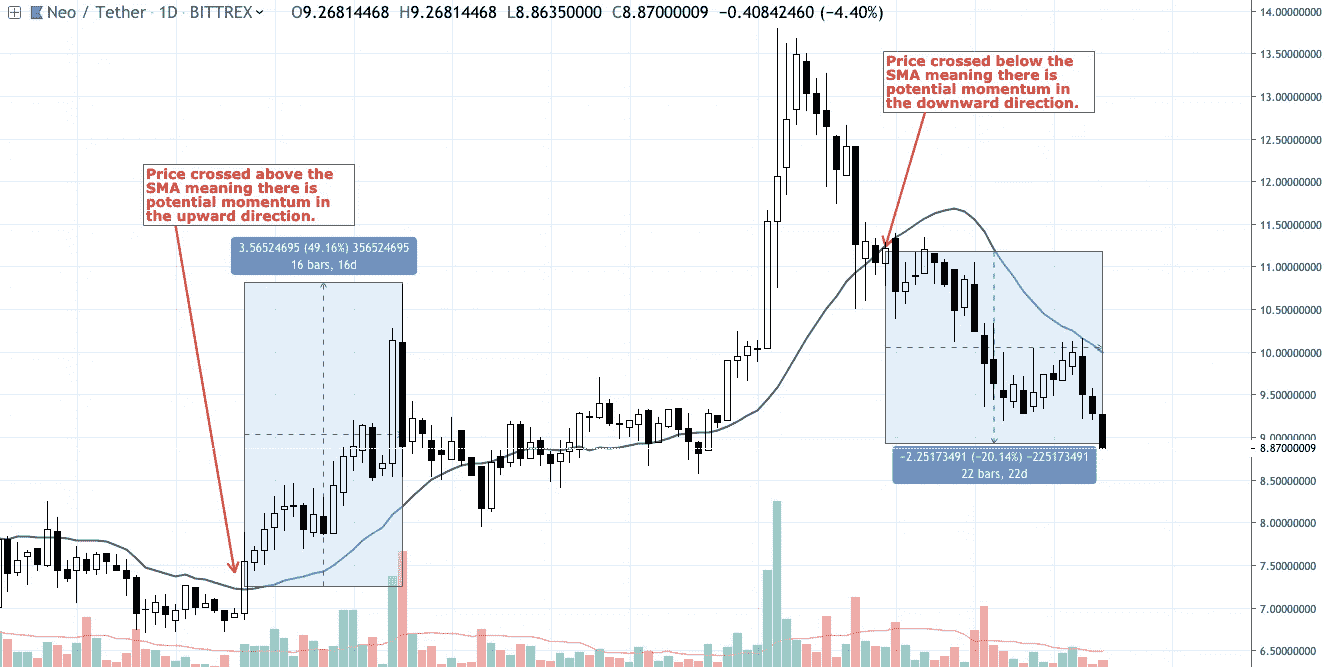 Neo / Tether · 1D · BITTREX O9.26814468 H9.26814468 L8.86350000 C8.87000009 −0.40842460 (−4.40%)
14.00000000
13.50000000
Price crossed below the
SMA meaning there is
potential momentum in
the downward direction.
13.00000000
12.50000000
12.00000000
Price crossed above the
SMA meaning there is
potential momentum in
the upward direction.
11.50000000
3.56524695 (49.16%) 356524695
16 bars, 16d
11.00000000
10.50000000
10.00000000
9.50000000
9.00000000
8.87000009
−2.25173491 (−20.14%) −225173491
22 bars, 22d
8.50000000
8.00000000
7.50000000
7.00000000
6.50000000